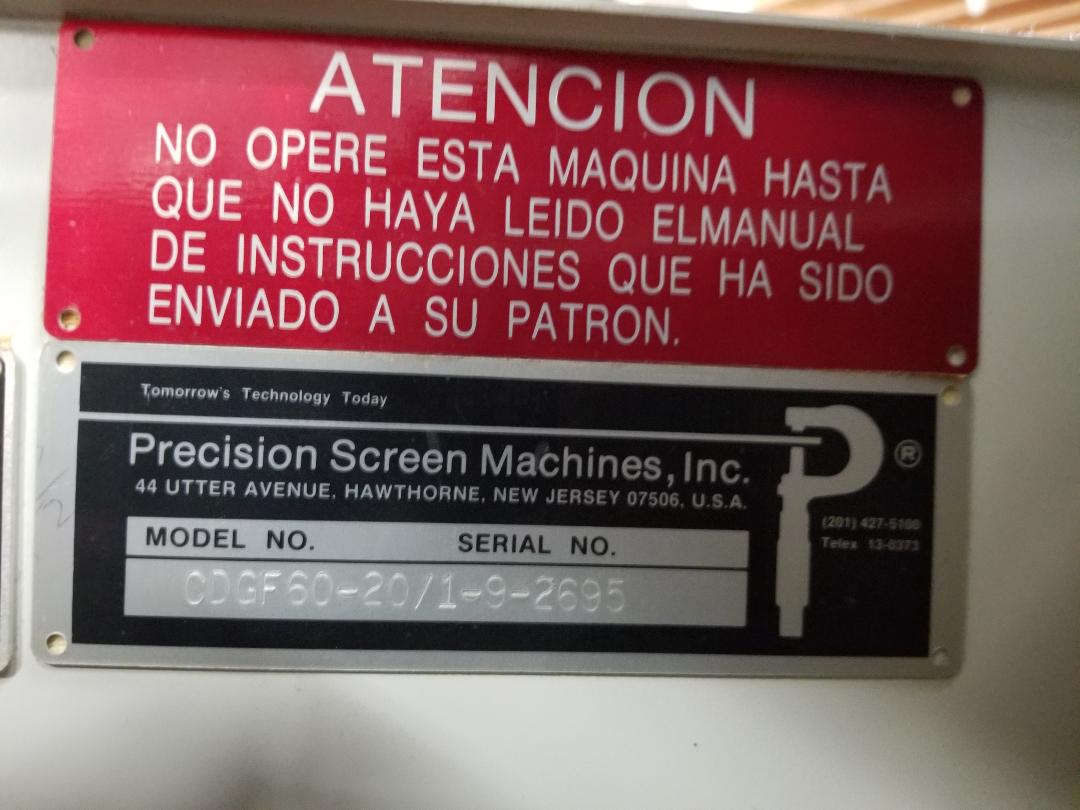 ATENCION
NO OPERE ESTA MAQUINA HASTA
QUE NO HAYA LEIDO ELMANUAL
DE INSTRUCCIONES QUE HA SIDO
ENVIADO A SU PATRON.
Tomorrow's Technology Today
Precision Screen Machines, Inc.
44 UTTER AVENUE, HAWTHORNE, NEW JERSEY 07506, U.S.A.
®
(201) 427-5100
Telex 13-0373
MODEL NO. SERIAL NO.
CDGF60-20/1-9-2695